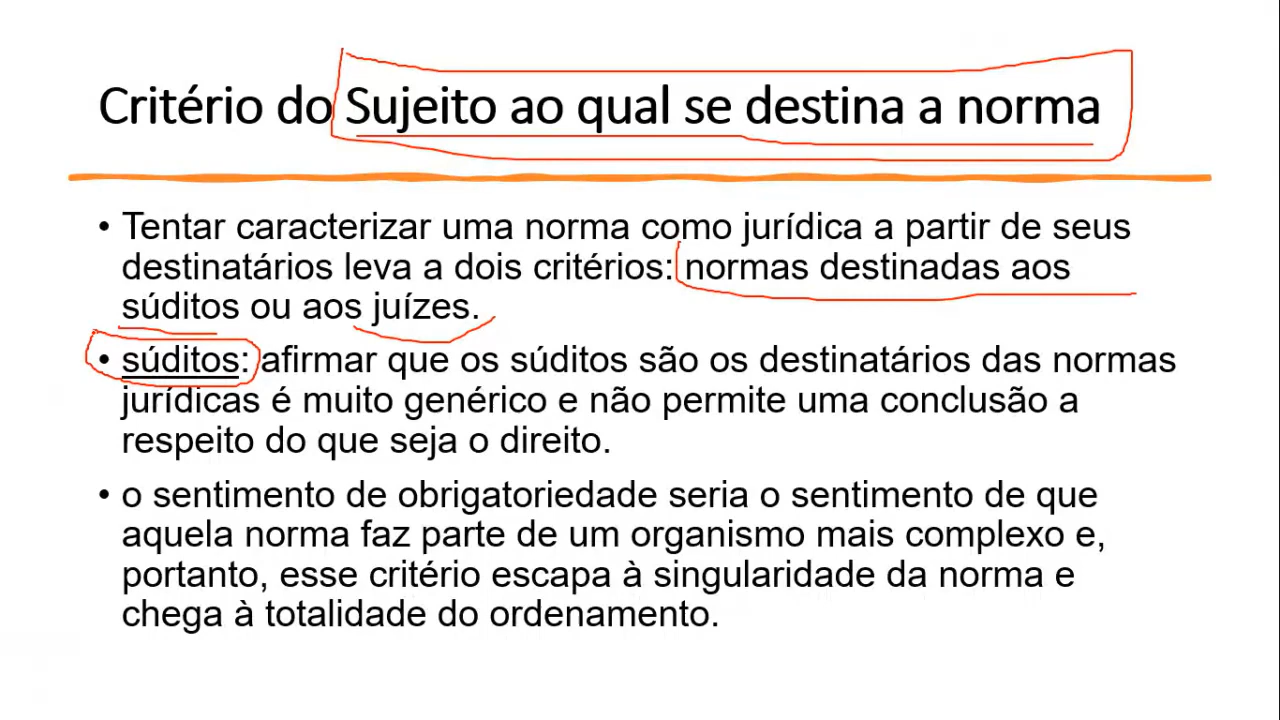 Critério do Sujeito ao qual se destina a norma
• Tentar caracterizar uma norma como jurídica a partir de seus
destinatários leva a dois critérios: normas destinadas aos
súditos ou aos juízes.
• súditos: afirmar que os súditos são os destinatários das normas
jurídicas é muito genérico e não permite uma conclusão a
respeito do que seja o direito.
• o sentimento de obrigatoriedade seria o sentimento de que
aquela norma faz parte de um organismo mais complexo e,
portanto, esse critério escapa à singularidade da norma e
chega à totalidade do ordenamento.